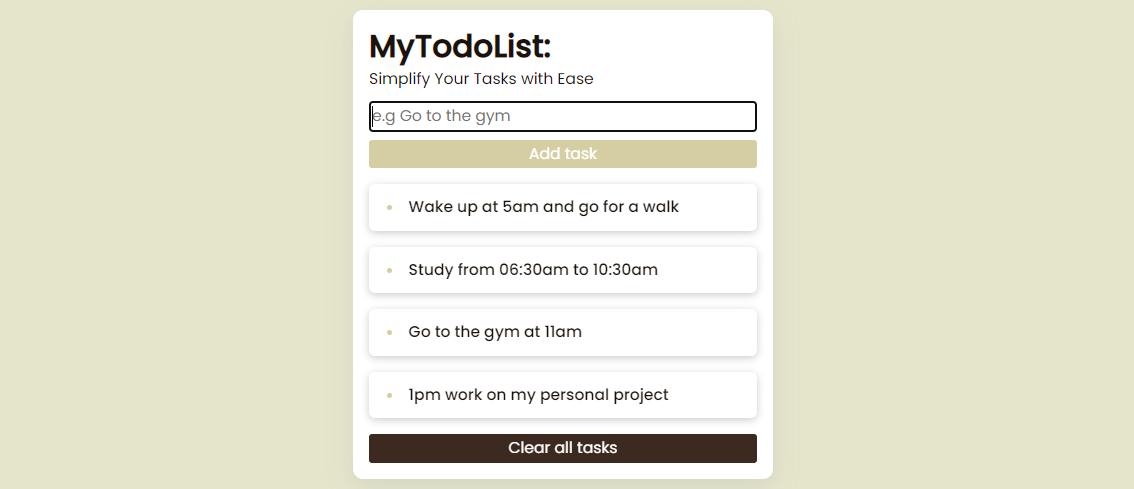 MyTodoList:
Simplify Your Tasks with Ease
e.g Go to the gym
Add task
Wake up at 5am and go for a walk
Study from 06:30am to 10:30am
Go to the gym at 11am
1pm work on my personal project
Clear all tasks